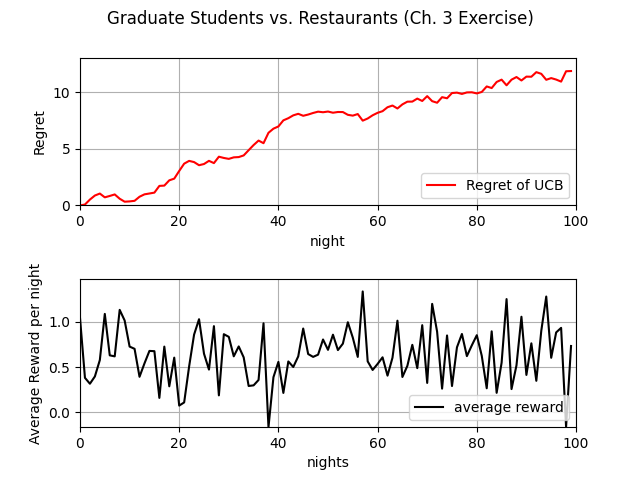 Graduate Students vs. Restaurants (Ch. 3 Exercise)
Regret
10
5
0
Regret of UCB
0 20 40 60 80 100
night
Average Reward per night
1.0
0.5
0.0
average reward
0 20 40 60 80 100
nights